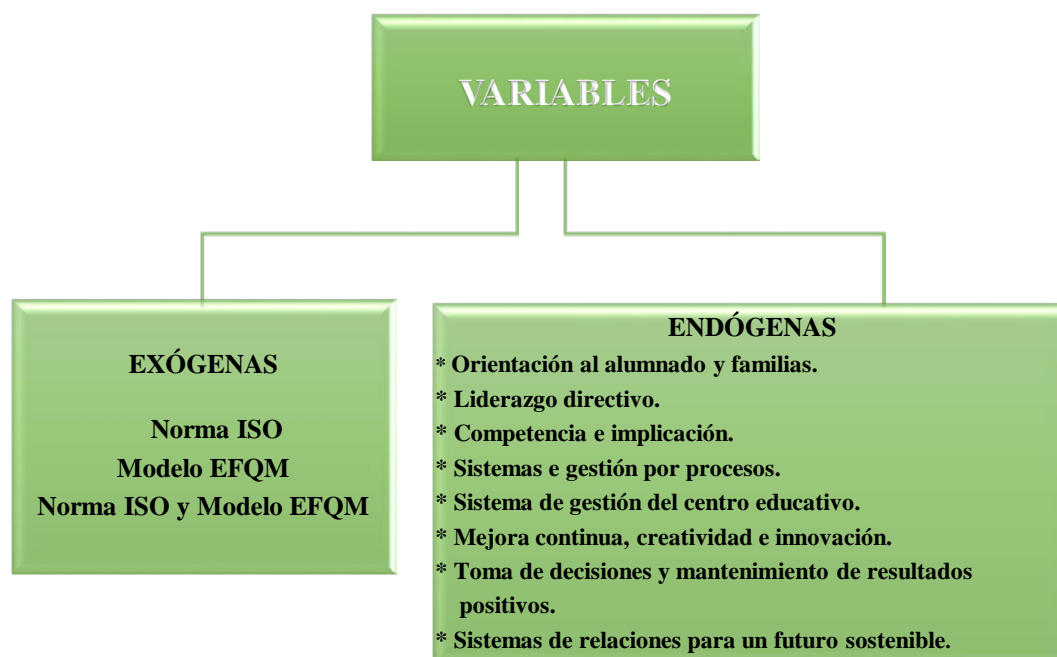 VARIABLES
EXÓGENAS
Norma ISO
Modelo EFQM
Norma ISO y Modelo EFQM
ENDÓGENAS
* Orientación al alumnado y familias.
* Liderazgo directivo.
* Competencia e implicación.
* Sistemas e gestión por procesos.
* Sistema de gestión del centro educativo.
* Mejora continua, creatividad e innovación.
* Toma de decisiones y mantenimiento de resultados
positivos.
* Sistemas de relaciones para un futuro sostenible.